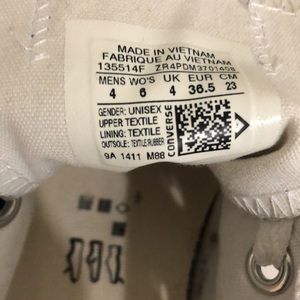 MADE IN VIETNAM
FABRIQUE AU VIETNAM
135514F ZR4PDM3701408
MENS WO'S UK EUR CM
4 6 4 36.5 23
GENDER: UNISEX
UPPER: TEXTILE
LINING: TEXTILE
OUTSOLE: TEXTILE/RUBBER
9A 1411 M88
CONVERSE